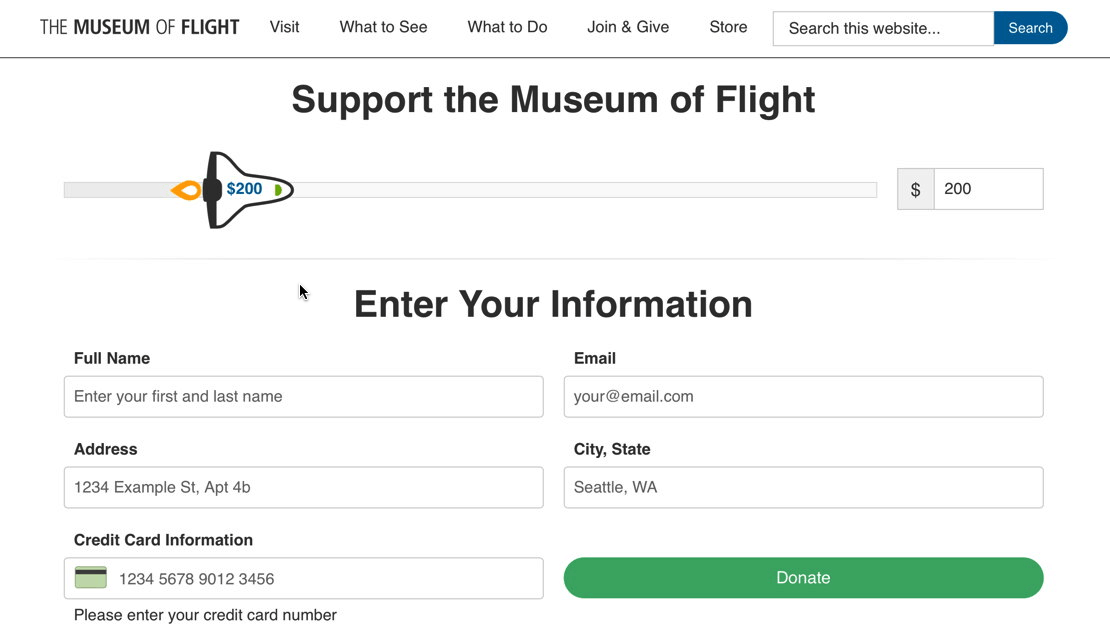 THE MUSEUM OF FLIGHT Visit What to See What to Do Join & Give Store Search this website... Search
Support the Museum of Flight
$200 $ 200
Enter Your Information
Full Name Email
Enter your first and last name your@email.com
Address City, State
1234 Example St, Apt 4b Seattle, WA
Credit Card Information
1234 5678 9012 3456 Donate
Please enter your credit card number